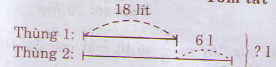 18 lít
Thùng 1:
6 l
Thùng 2:
? l